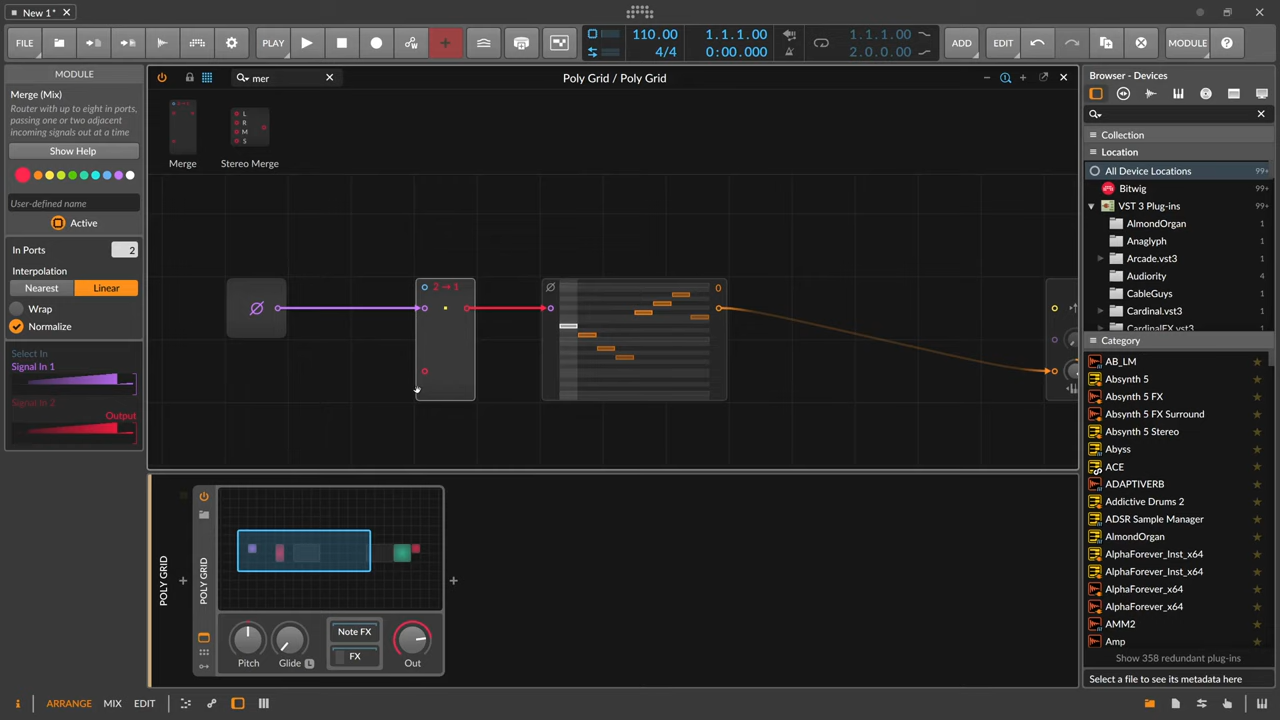 New 1*
FILE
PLAY
110.00
4/4
1.1.1.00
0:00.000
1.1.1.00
2.0.0.00
ADD
EDIT
MODULE
MODULE
Merge (Mix)
Router with up to eight in ports,
passing one or two adjacent
incoming signals out at a time
Show Help
User-defined name
Active
In Ports
2
Interpolation
Nearest
Linear
Wrap
Normalize
Select In
Signal In 1
Signal In 2
Output
mer
Poly Grid / Poly Grid
Merge
L
R
M
S
Stereo Merge
2 → 1
0
POLY GRID
POLY GRID
Pitch
Glide
L
Note FX
FX
Out
Browser - Devices
Collection
Location
All Device Locations 99+
Bitwig 99+
VST 3 Plug-ins 99+
AlmondOrgan 1
Anaglyph 1
Arcade.vst3 1
Audiority 1
CableGuys 1
Cardinal.vst3 1
CardinalFX.vst3 1
Category
AB_LM
Absynth 5
Absynth 5 FX
Absynth 5 FX Surround
Absynth 5 Stereo
Abyss
ACE
ADAPTIVERB
Addictive Drums 2
ADSR Sample Manager
AlmondOrgan
AlphaForever_Inst_x64
AlphaForever_Inst_x64
AlphaForever_x64
AlphaForever_x64
AMM2
Amp
Show 358 redundant plug-ins
Select a file to see its metadata here
ARRANGE
MIX
EDIT